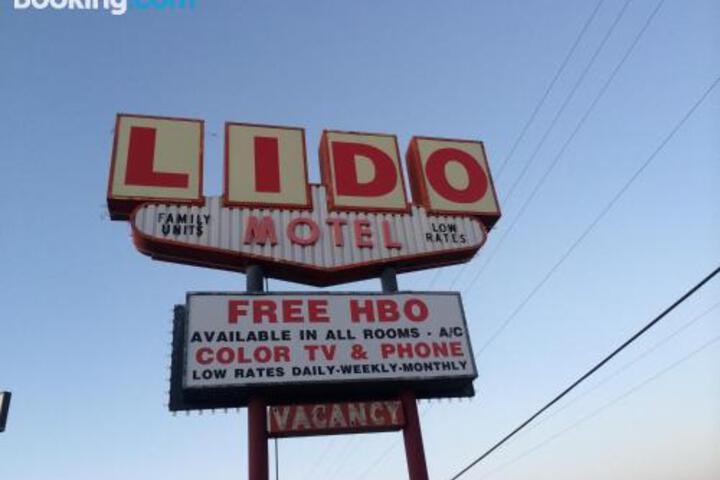 Booking.com
LIDO
FAMILY UNITS
MOTEL
LOW RATES
FREE HBO
AVAILABLE IN ALL ROOMS - A/C
COLOR TV & PHONE
LOW RATES DAILY-WEEKLY-MONTHLY
VACANCY